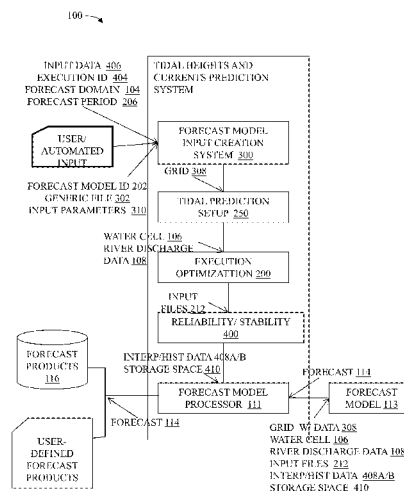 100
INPUT DATA 406
EXECUTION ID 404
FORECAST DOMAIN 104
FORECAST PERIOD 206
TIDAL HEIGHTS AND
CURRENTS PREDICTION
SYSTEM
USER/
AUTOMATED
INPUT
FORECAST MODEL
INPUT CREATION
SYSTEM 300
FORECAST MODEL ID 202
GENERIC FILE 302
INPUT PARAMETERS 310
GRID 308
TIDAL PREDICTION
SETUP 250
WATER CELL 106
RIVER DISCHARGE
DATA 108
EXECUTION
OPTIMIZATTION 200
INPUT
FILES 212
RELIABILITY/ STABILITY
400
INTERP/HIST DATA 408A/B
STORAGE SPACE 410
FORECAST
PRODUCTS
116
FORECAST MODEL
PROCESSOR 111
FORECAST 114
FORECAST
MODEL 113
FORECAST 114
USER-
DEFINED
FORECAST
PRODUCTS
GRID W/ DATA 308
WATER CELL 106
RIVER DISCHARGE DATA 108
INPUT FILES 212
INTERP/HIST DATA 408A/B
STORAGE SPACE 410